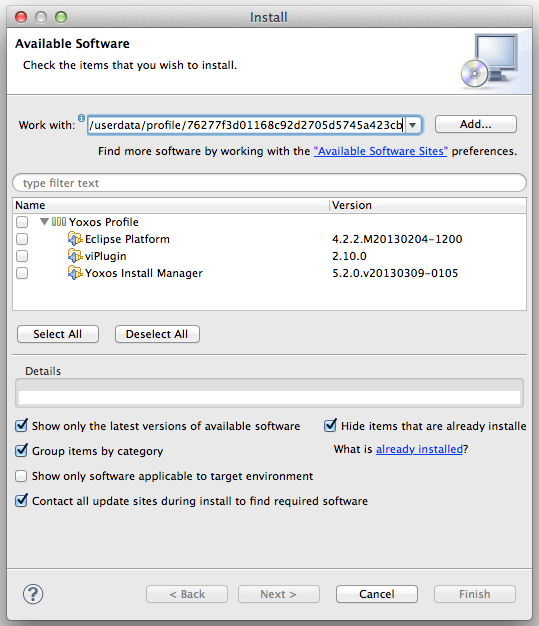 Install
Available Software
Check the items that you wish to install.
Work with: /userdata/profile/76277f3d01168c92d2705d5745a423cb Add...
Find more software by working with the "Available Software Sites" preferences.
type filter text
Name Version
Yoxos Profile
Eclipse Platform 4.2.2.M20130204-1200
viPlugin 2.10.0
Yoxos Install Manager 5.2.0.v20130309-0105
Select All Deselect All
Details
Show only the latest versions of available software Hide items that are already installe
Group items by category What is already installed?
Show only software applicable to target environment
Contact all update sites during install to find required software
? < Back Next > Cancel Finish